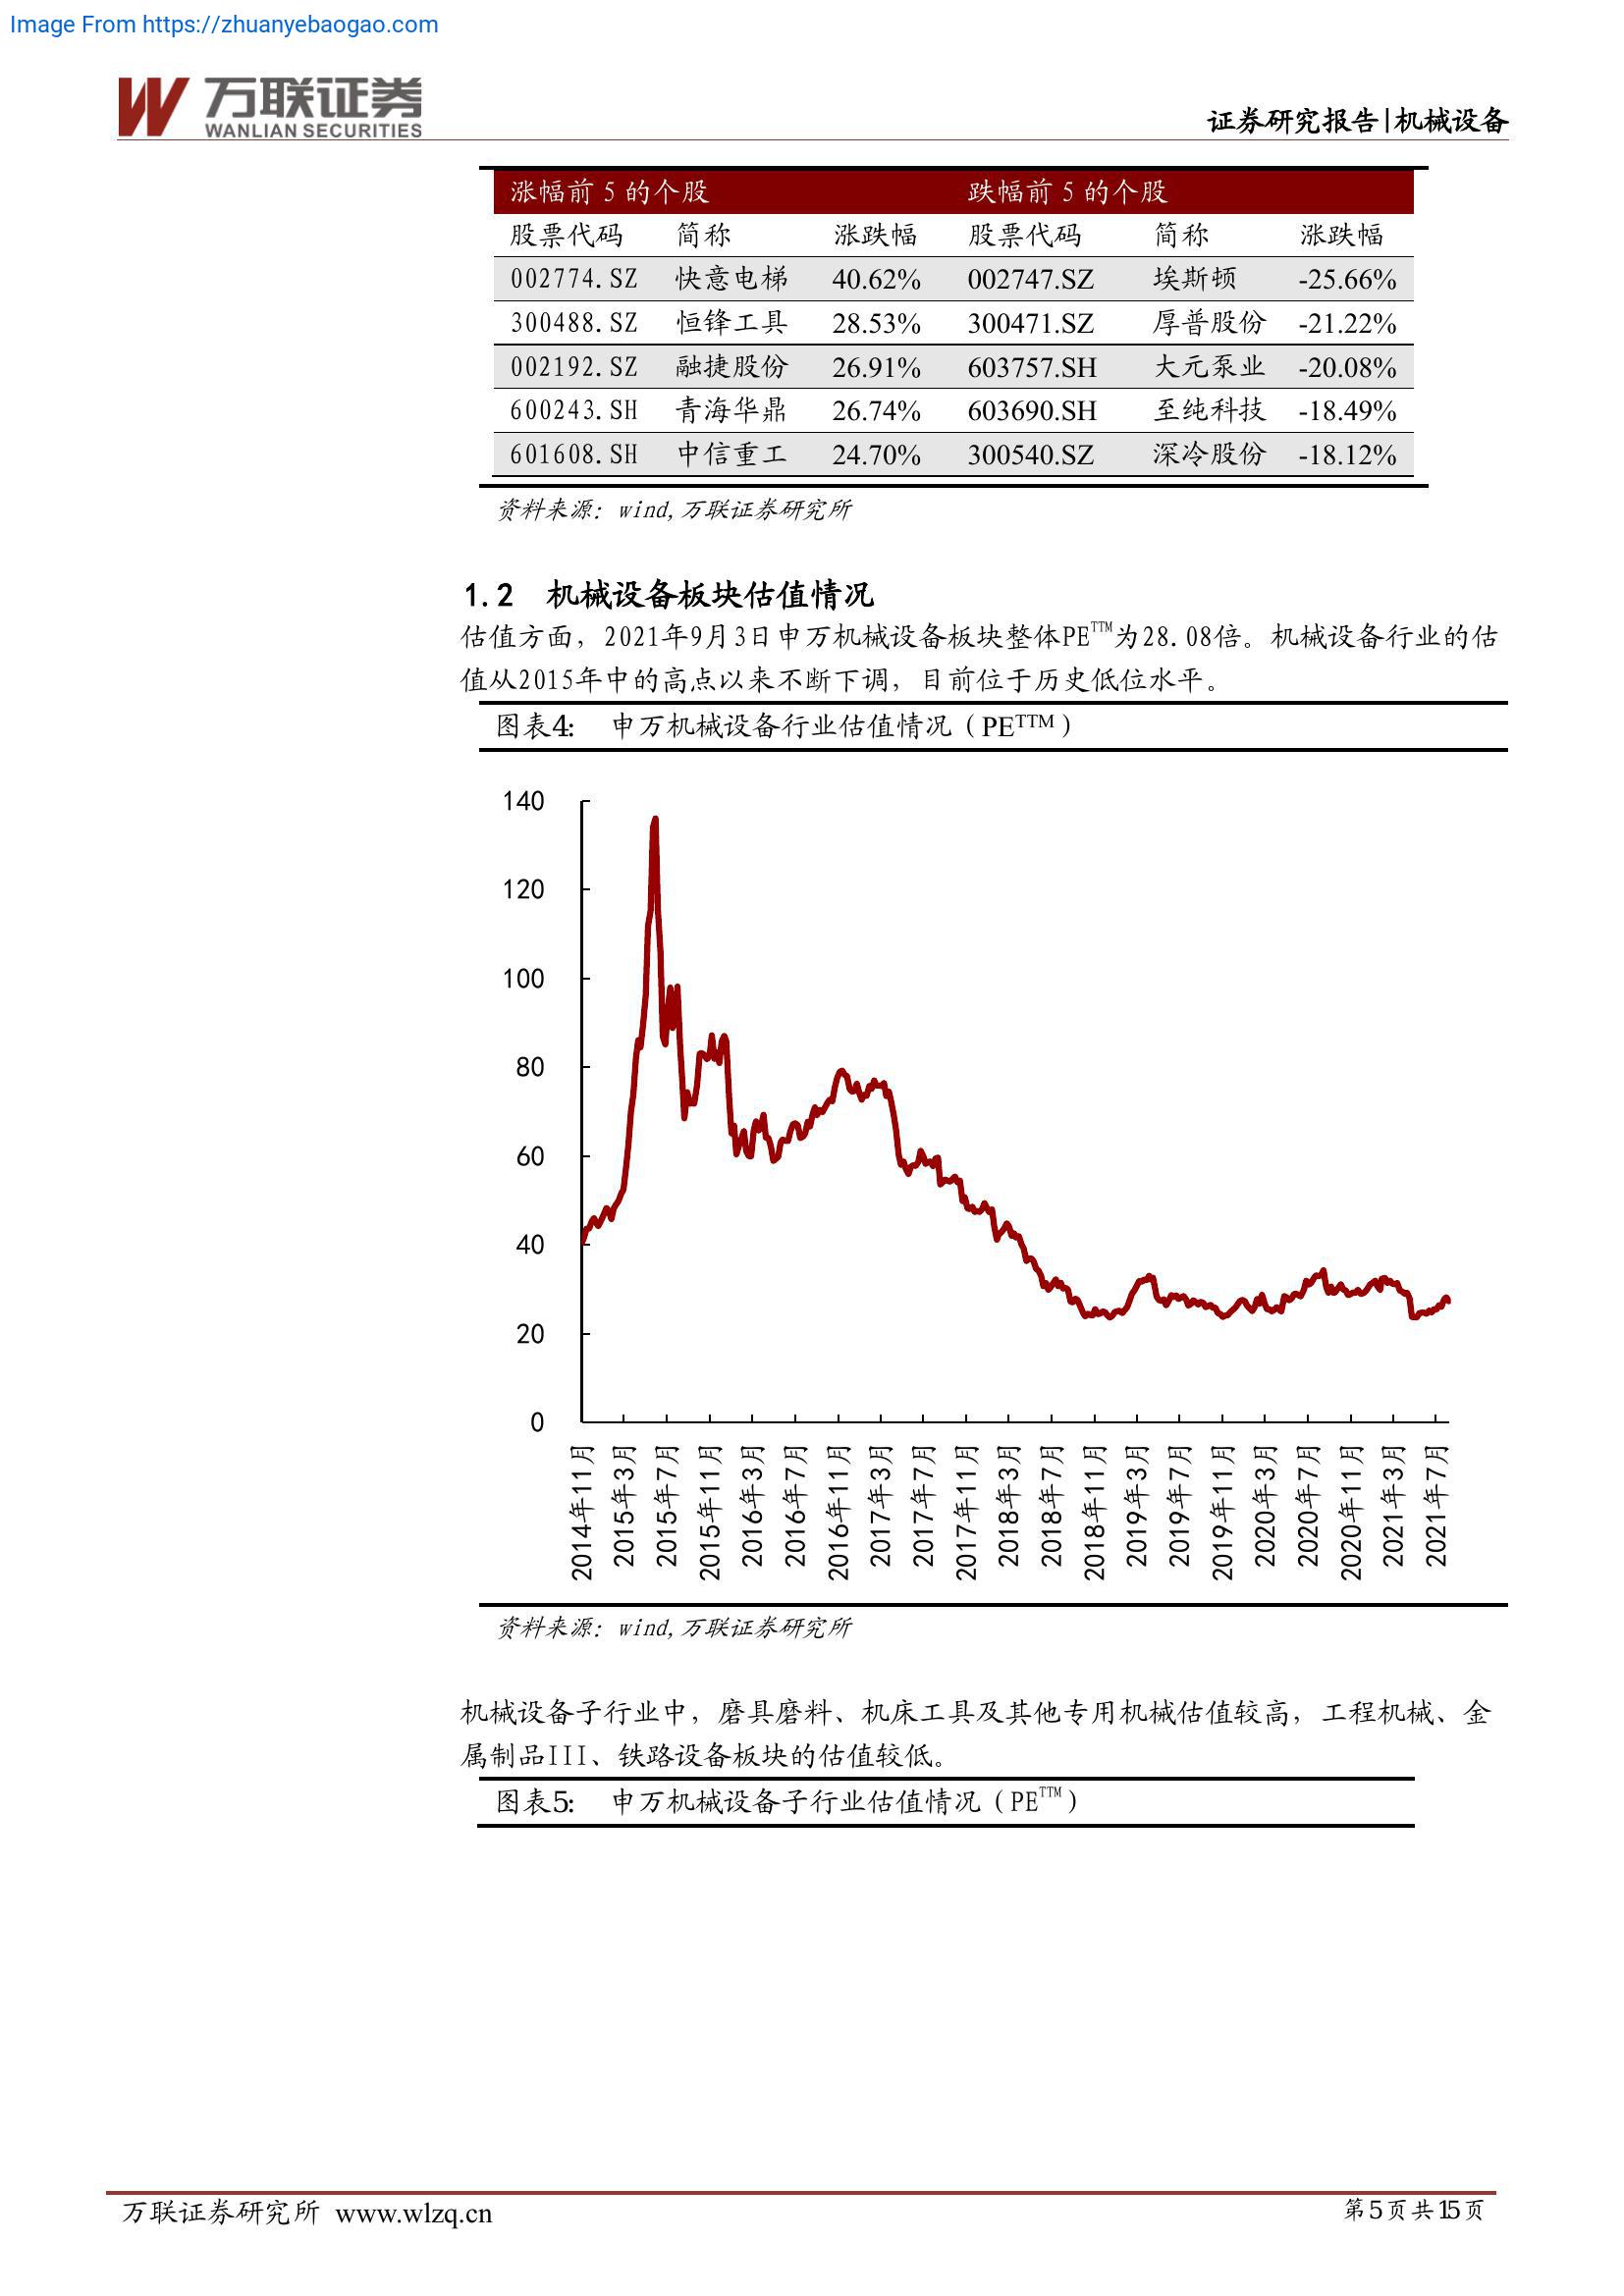 Image From https://zhuanyebaogao.com
万联证券
WANLIAN SECURITIES
证券研究报告|机械设备
涨幅前 5 的个股 跌幅前 5 的个股
股票代码 简称 涨跌幅 股票代码 简称 涨跌幅
002774.SZ 快意电梯 40.62% 002747.SZ 埃斯顿 -25.66%
300488.SZ 恒锋工具 28.53% 300471.SZ 厚普股份 -21.22%
002192.SZ 融捷股份 26.91% 603757.SH 大元泵业 -20.08%
600243.SH 青海华鼎 26.74% 603690.SH 至纯科技 -18.49%
601608.SH 中信重工 24.70% 300540.SZ 深冷股份 -18.12%
资料来源：wind,万联证券研究所
1.2 机械设备板块估值情况
估值方面，2021年9月3日申万机械设备板块整体PE^TTM为28.08倍。机械设备行业的估
值从2015年中的高点以来不断下调，目前位于历史低位水平。
图表4: 申万机械设备行业估值情况（PE^TTM）
140
120
100
80
60
40
20
0
2014年11月
2015年3月
2015年7月
2015年11月
2016年3月
2016年7月
2016年11月
2017年3月
2017年7月
2017年11月
2018年3月
2018年7月
2018年11月
2019年3月
2019年7月
2019年11月
2020年3月
2020年7月
2020年11月
2021年3月
2021年7月
资料来源：wind,万联证券研究所
机械设备子行业中，磨具磨料、机床工具及其他专用机械估值较高，工程机械、金
属制品III、铁路设备板块的估值较低。
图表5: 申万机械设备子行业估值情况（PE^TTM）
万联证券研究所 www.wlzq.cn
第5页共15页